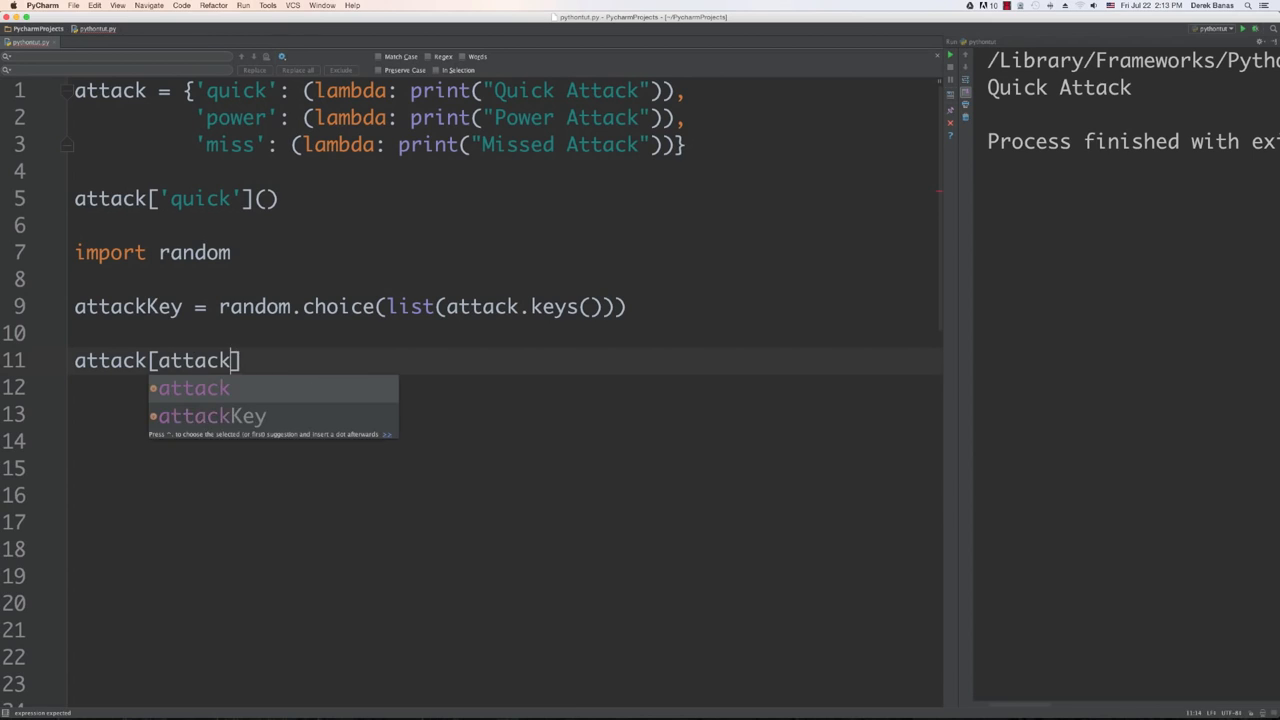 PyCharm File Edit View Navigate Code Refactor Run Tools VCS Window Help 10 Fri Jul 22 2:13 PM Derek Banas
pythontut.py - PycharmProjects - [~/PycharmProjects]
PycharmProjects pythontut.py pythontut
pythontut.py Run pythontut
Match Case Regex Words
Replace Replace all Exclude Preserve Case In Selection
1 attack = {'quick': (lambda: print("Quick Attack")),
2 'power': (lambda: print("Power Attack")),
3 'miss': (lambda: print("Missed Attack"))}
4
5 attack['quick']()
6
7 import random
8
9 attackKey = random.choice(list(attack.keys()))
10
11 attack[attack]
12 attack
13 attackKey
Press ^. to choose the selected (or first) suggestion and insert a dot afterwards >>
14
15
16
17
18
19
20
21
22
23
/Library/Frameworks/Pytho
Quick Attack
Process finished with ext
expression expected 11:14 LF÷ UTF-8÷